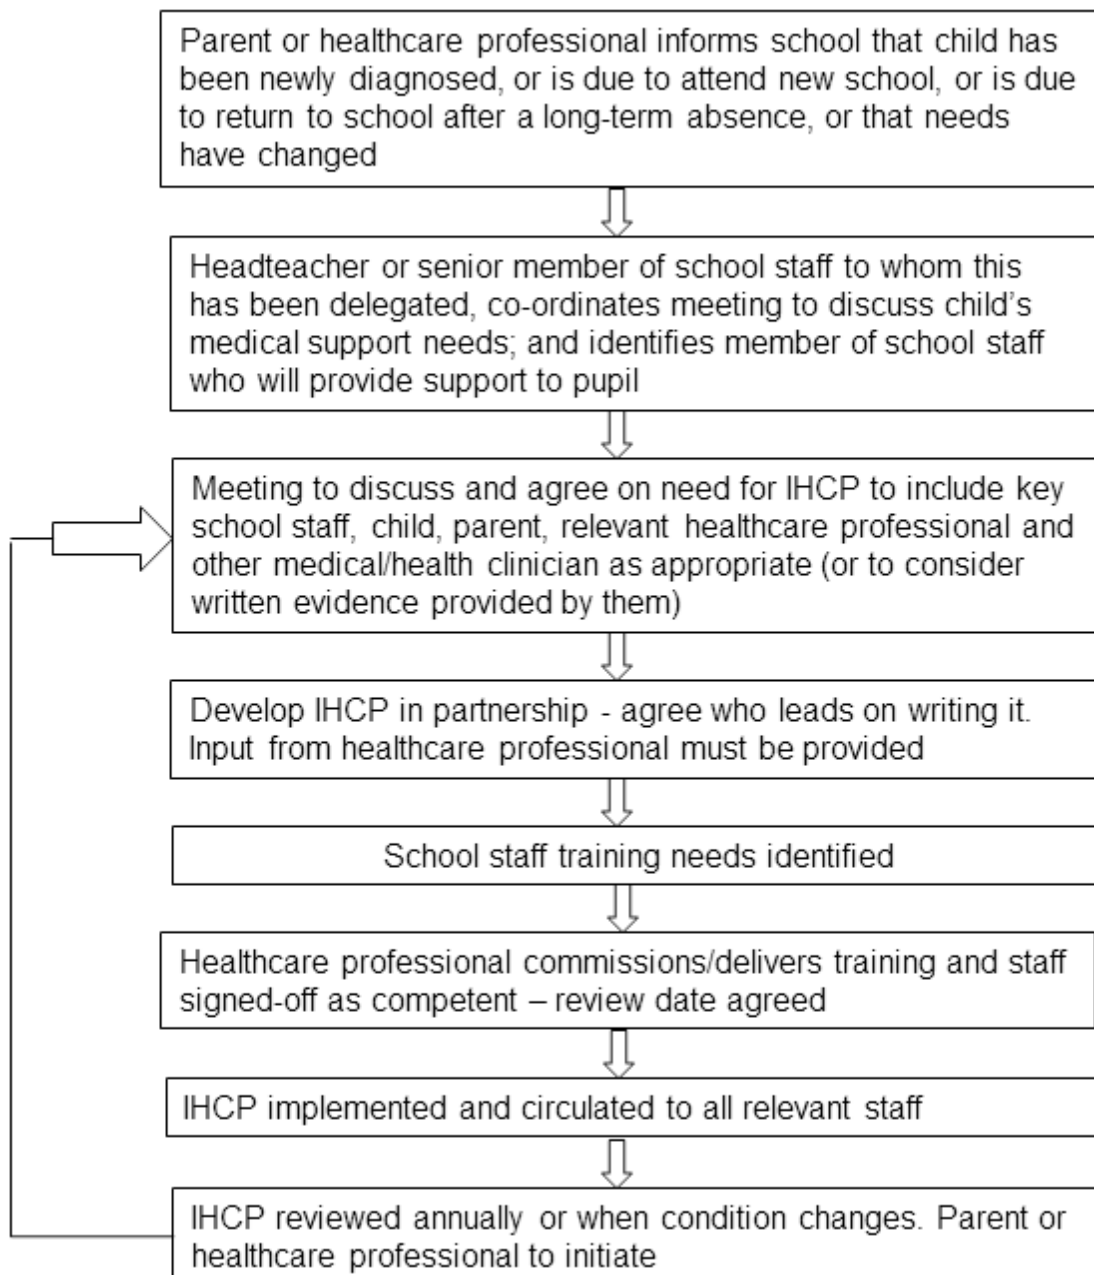 Parent or healthcare professional informs school that child has
been newly diagnosed, or is due to attend new school, or is due
to return to school after a long-term absence, or that needs
have changed
Headteacher or senior member of school staff to whom this
has been delegated, co-ordinates meeting to discuss child's
medical support needs; and identifies member of school staff
who will provide support to pupil
Meeting to discuss and agree on need for IHCP to include key
school staff, child, parent, relevant healthcare professional and
other medical/health clinician as appropriate (or to consider
written evidence provided by them)
Develop IHCP in partnership - agree who leads on writing it.
Input from healthcare professional must be provided
School staff training needs identified
Healthcare professional commissions/delivers training and staff
signed-off as competent – review date agreed
IHCP implemented and circulated to all relevant staff
IHCP reviewed annually or when condition changes. Parent or
healthcare professional to initiate